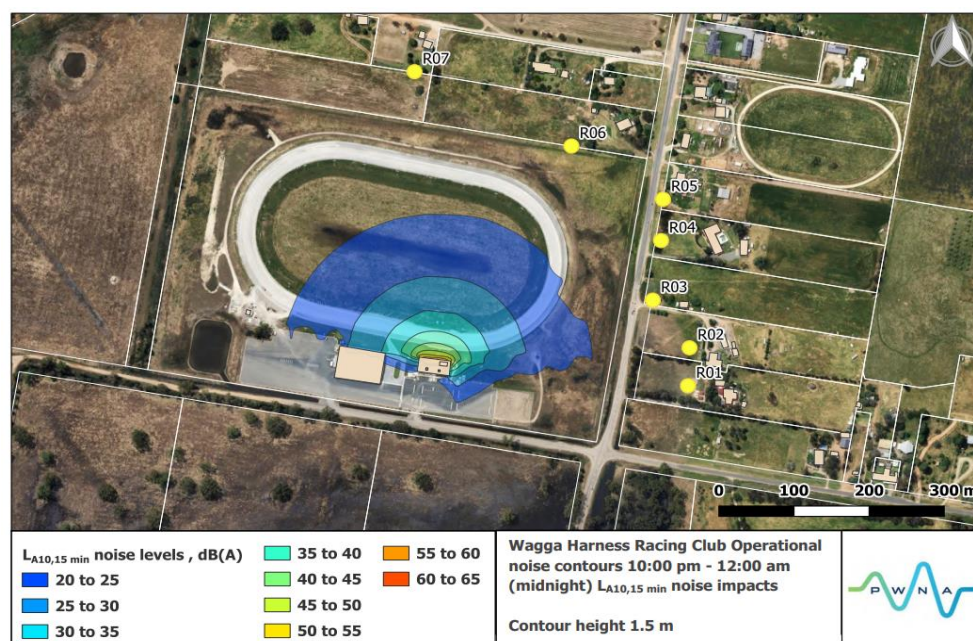 R07
R06
R05
R04
R03
R02
R01
0 100 200 300 m
LA10,15 min noise levels , dB(A)
20 to 25
25 to 30
30 to 35
35 to 40
40 to 45
45 to 50
50 to 55
55 to 60
60 to 65
Wagga Harness Racing Club Operational
noise contours 10:00 pm - 12:00 am
(midnight) LA10,15 min noise impacts
Contour height 1.5 m
P W N A